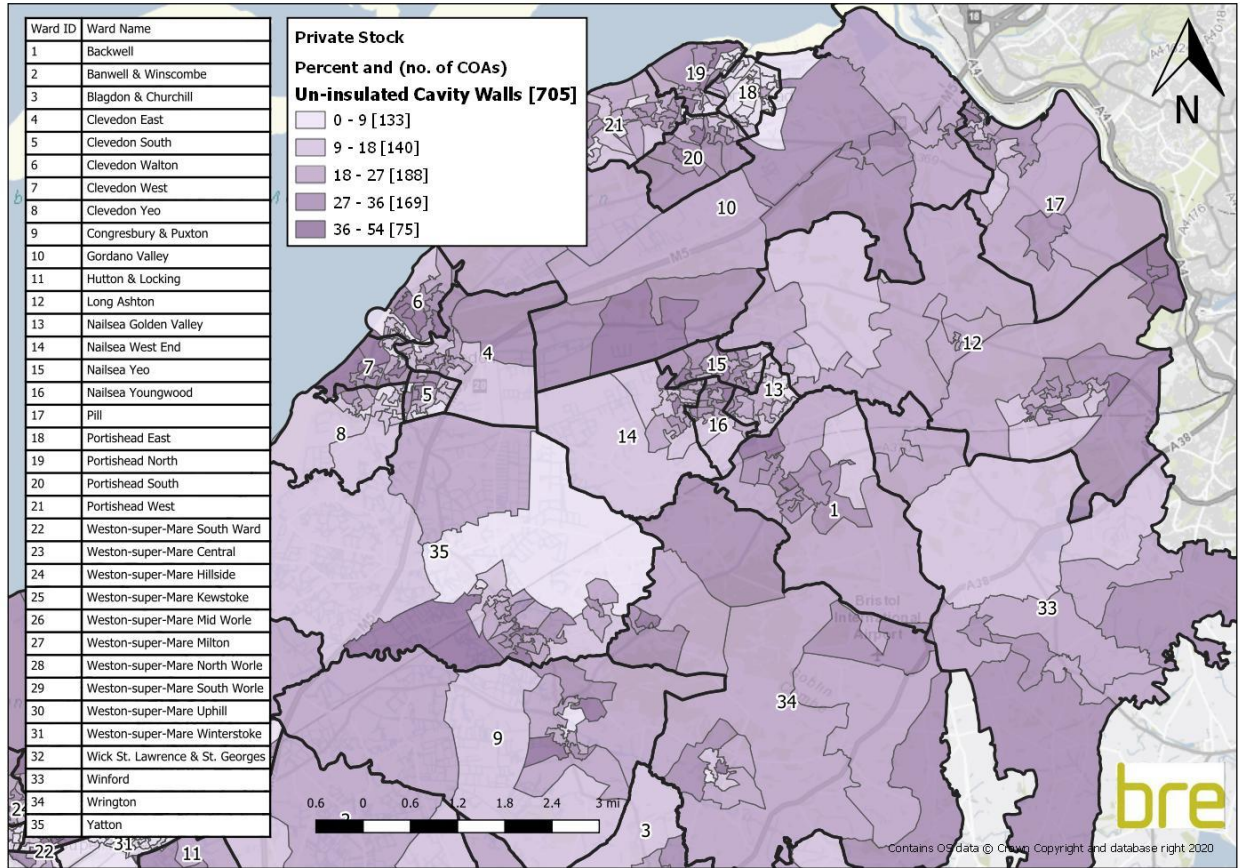 Ward ID Ward Name
1 Backwell
2 Banwell & Winscombe
3 Blagdon & Churchill
4 Clevedon East
5 Clevedon South
6 Clevedon Walton
7 Clevedon West
8 Clevedon Yeo
9 Congresbury & Puxton
10 Gordano Valley
11 Hutton & Locking
12 Long Ashton
13 Nailsea Golden Valley
14 Nailsea West End
15 Nailsea Yeo
16 Nailsea Youngwood
17 Pill
18 Portishead East
19 Portishead North
20 Portishead South
21 Portishead West
22 Weston-super-Mare South Ward
23 Weston-super-Mare Central
24 Weston-super-Mare Hillside
25 Weston-super-Mare Kewstoke
26 Weston-super-Mare Mid Worle
27 Weston-super-Mare Milton
28 Weston-super-Mare North Worle
29 Weston-super-Mare South Worle
30 Weston-super-Mare Uphill
31 Weston-super-Mare Winterstoke
32 Wick St. Lawrence & St. Georges
33 Winford
34 Wrington
35 Yatton
Private Stock
Percent and (no. of COAs)
Un-insulated Cavity Walls [705]
0 - 9 [133]
9 - 18 [140]
18 - 27 [188]
27 - 36 [169]
36 - 54 [75]
N
18
A4
M5
19
18
21
20
10
17
A4176
M5
6
4
7
5
20
8
15
13
14
16
12
A38
1
35
A38
33
Bristol
International
Airport
M5
34
9
3
22
31
11
0.6 0 0.6 1.2 1.8 2.4 3 mi
bre
Contains OS data © Crown Copyright and database right 2020